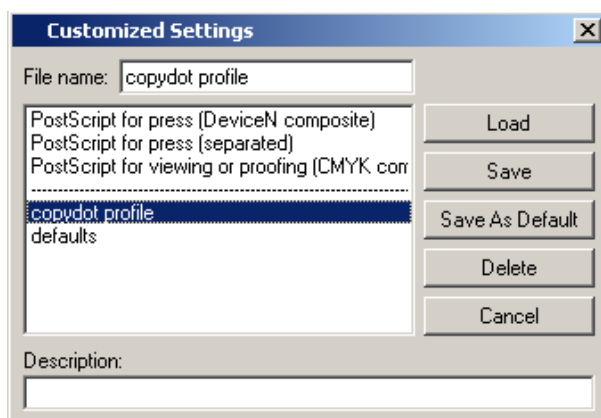 Customized Settings
File name: copydot profile
PostScript for press (DeviceN composite)
PostScript for press (separated)
PostScript for viewing or proofing (CMYK com
copydot profile
defaults
Load
Save
Save As Default
Delete
Cancel
Description: